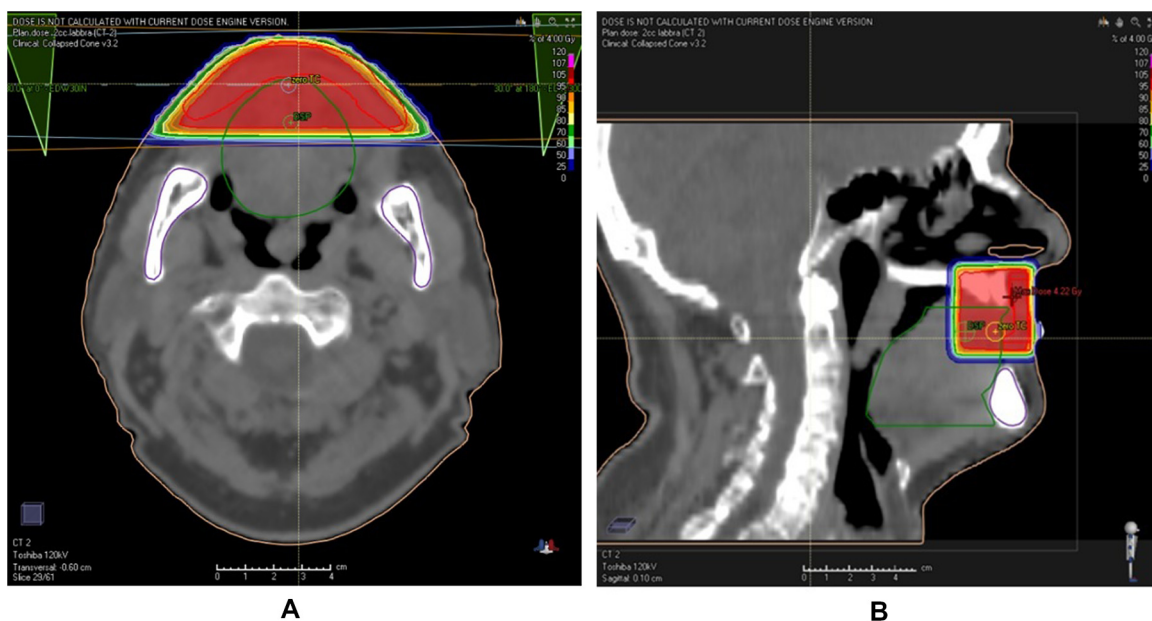 DOSE IS NOT CALCULATED WITH CURRENT DOSE ENGINE VERSION.
Plan dose: 2cc labbra (CT 2)
Clinical: Collapsed Cone v3.2
% of 4.00 Gy
120
107
105
95
90
85
80
70
60
50
25
0
zero TC
DSP
CT 2
Toshiba 120kV
Transversal: -0.60 cm
Slice 29/61
0 1 2 3 4 cm
A
DOSE IS NOT CALCULATED WITH CURRENT DOSE ENGINE VERSION
Plan dose: 2cc labbra (CT 2)
Clinical: Collapsed Cone v3.2
% of 4.00 Gy
120
107
105
95
90
85
80
70
60
50
25
0
Max Dose 4.22 Gy
DSP
zero TC
CT 2
Toshiba 120kV
Sagittal: 0.10 cm
0 1 2 3 4 cm
B